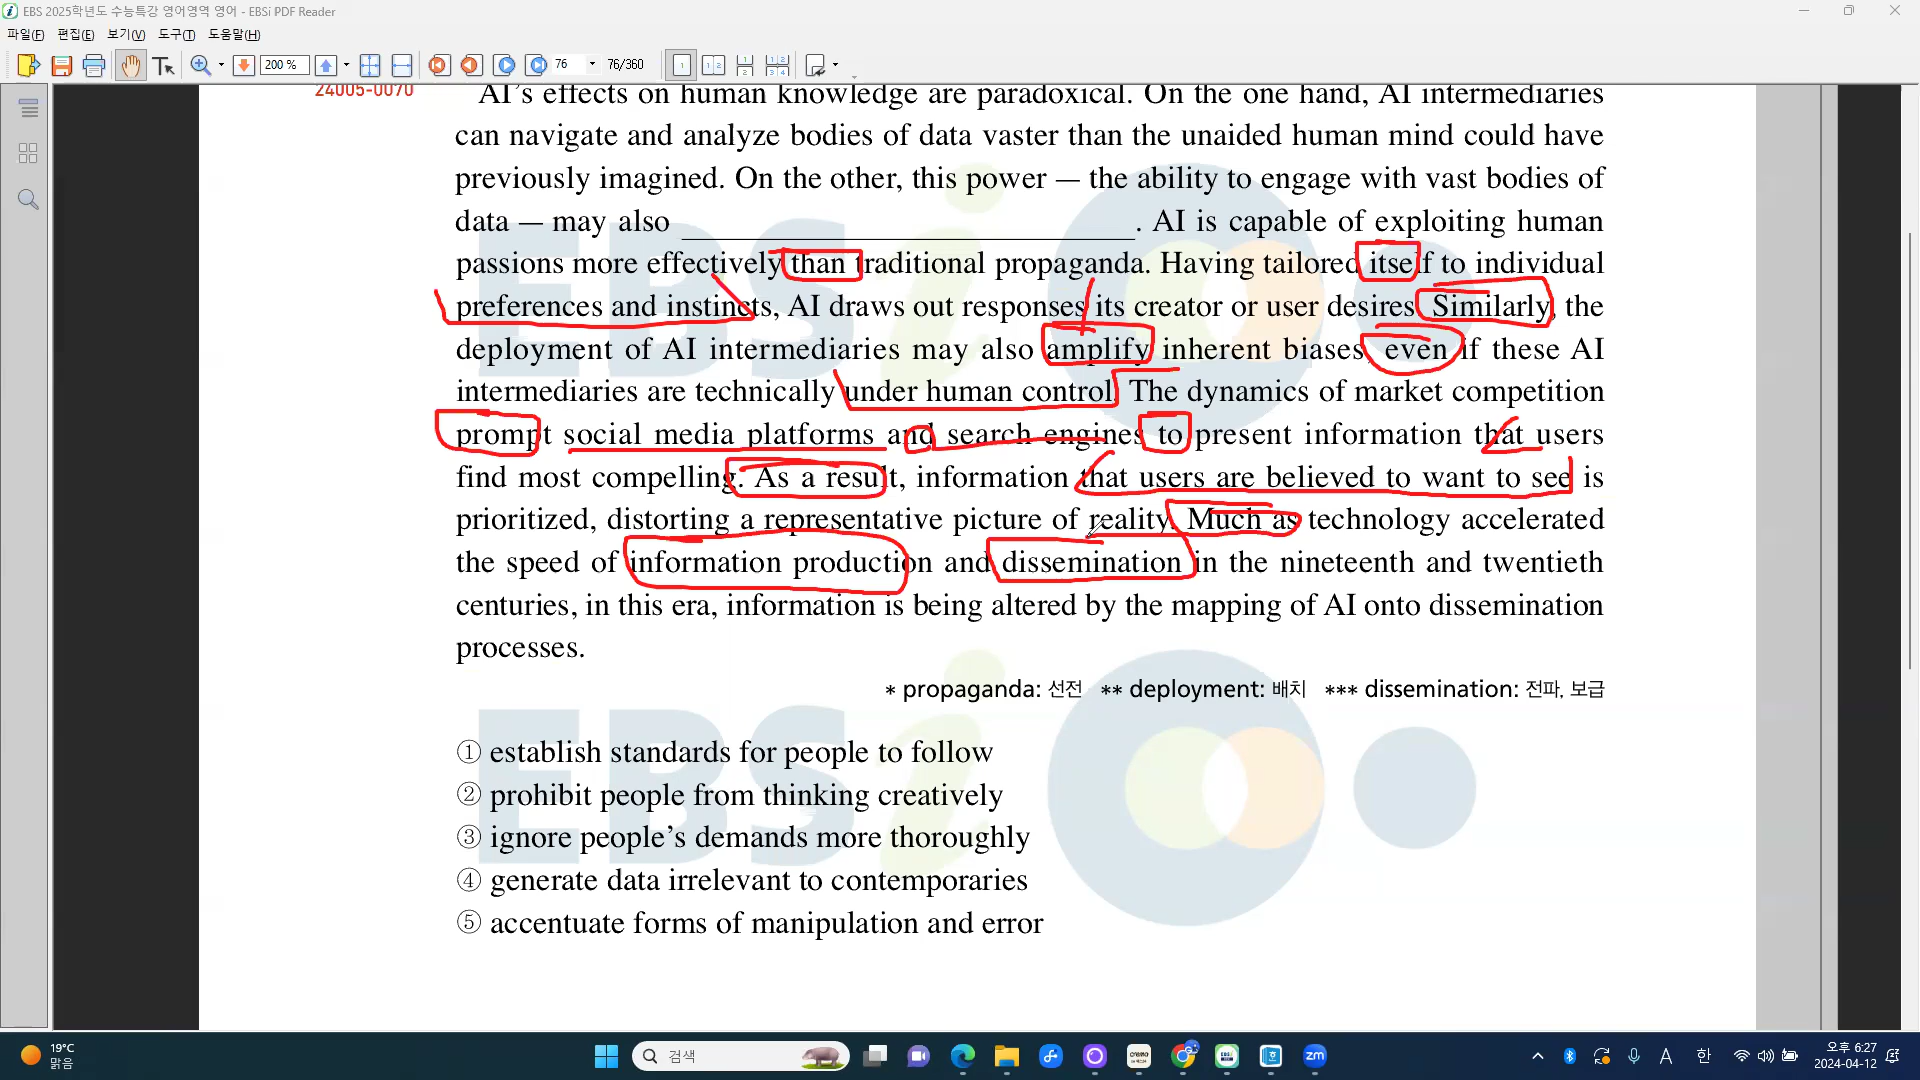 EBS 2025학년도 수능특강 영어영역 영어 - EBSi PDF Reader
파일(F) 편집(E) 보기(V) 도구(T) 도움말(H)
200 % 76 76/360
24005-0070
AI's effects on human knowledge are paradoxical. On the one hand, AI intermediaries
can navigate and analyze bodies of data vaster than the unaided human mind could have
previously imagined. On the other, this power — the ability to engage with vast bodies of
data — may also ______________________________. AI is capable of exploiting human
passions more effectively than traditional propaganda. Having tailored itself to individual
preferences and instincts, AI draws out responses its creator or user desires. Similarly, the
deployment of AI intermediaries may also amplify inherent biases, even if these AI
intermediaries are technically under human control. The dynamics of market competition
prompt social media platforms and search engines to present information that users
find most compelling. As a result, information that users are believed to want to see is
prioritized, distorting a representative picture of reality. Much as technology accelerated
the speed of information production and dissemination in the nineteenth and twentieth
centuries, in this era, information is being altered by the mapping of AI onto dissemination
processes.
* propaganda: 선전 ** deployment: 배치 *** dissemination: 전파, 보급
① establish standards for people to follow
② prohibit people from thinking creatively
③ ignore people's demands more thoroughly
④ generate data irrelevant to contemporaries
⑤ accentuate forms of manipulation and error
EBSi
EBSi
19℃
맑음
검색
zm
A 한
오후 6:27
2024-04-12